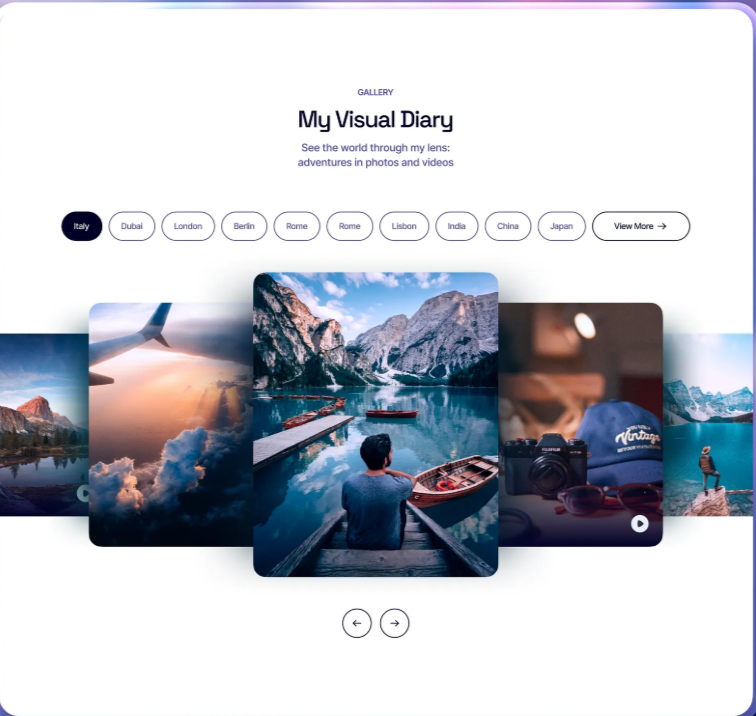 GALLERY
My Visual Diary
See the world through my lens:
adventures in photos and videos
Italy
Dubai
London
Berlin
Rome
Rome
Lisbon
India
China
Japan
View More →
Vintage
FUJIFILM